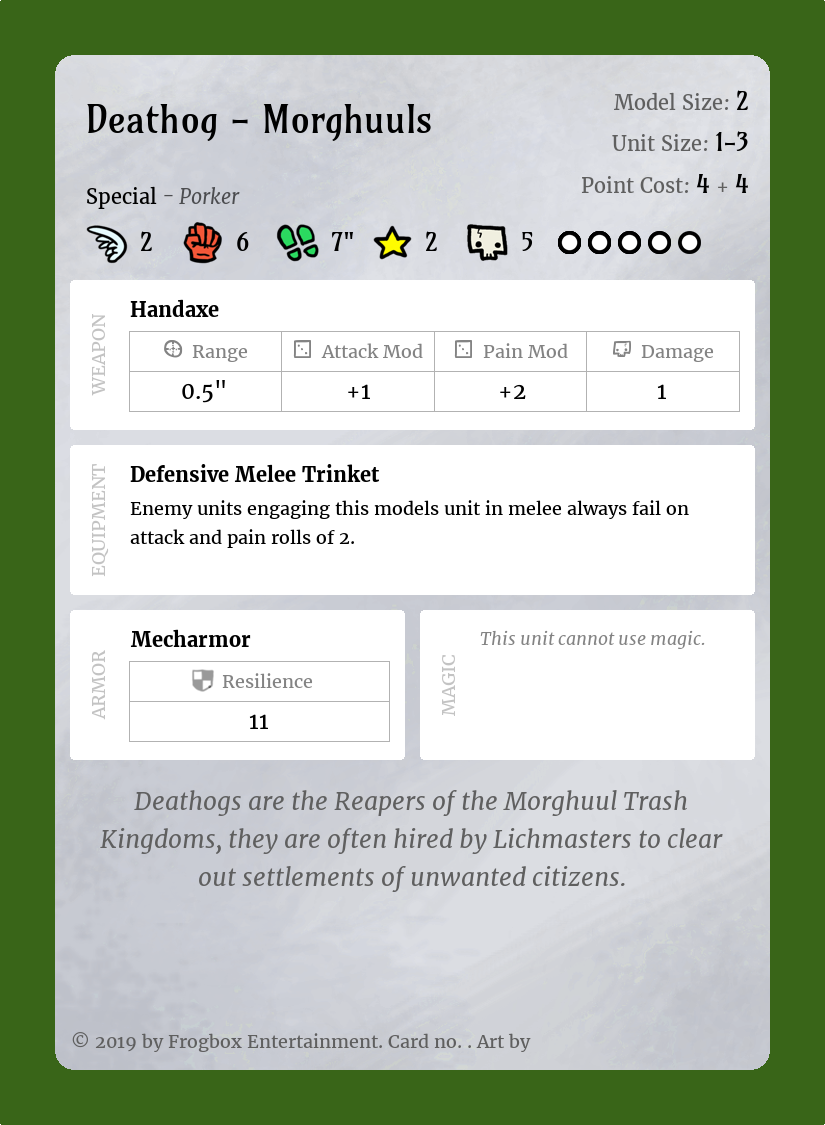 Deathog – Morghuuls
Model Size: 2
Unit Size: 1–3
Point Cost: 4 + 4
Special – Porker
2 6 7" 2 5
WEAPON
Handaxe
Range Attack Mod Pain Mod Damage
0.5" +1 +2 1
EQUIPMENT
Defensive Melee Trinket
Enemy units engaging this models unit in melee always fail on
attack and pain rolls of 2.
ARMOR
Mecharmor
Resilience
11
MAGIC
This unit cannot use magic.
Deathogs are the Reapers of the Morghuul Trash
Kingdoms, they are often hired by Lichmasters to clear
out settlements of unwanted citizens.
© 2019 by Frogbox Entertainment. Card no. . Art by